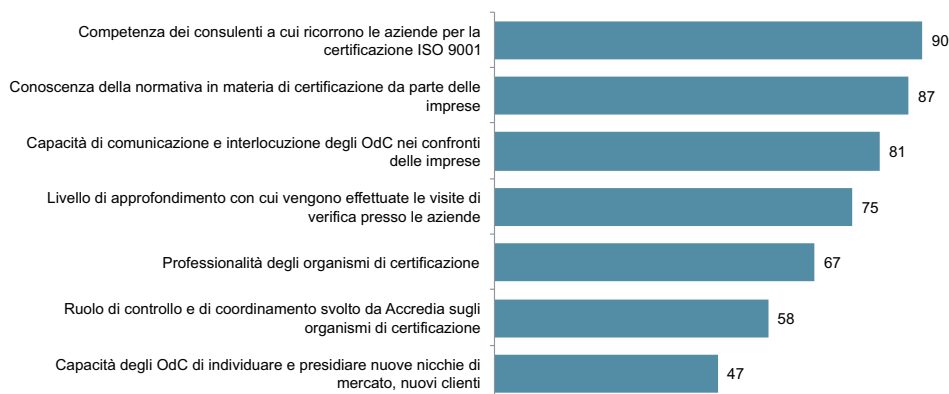 Competenza dei consulenti a cui ricorrono le aziende per la
certificazione ISO 9001
90
Conoscenza della normativa in materia di certificazione da parte delle
imprese
87
Capacità di comunicazione e interlocuzione degli OdC nei confronti
delle imprese
81
Livello di approfondimento con cui vengono effettuate le visite di
verifica presso le aziende
75
Professionalità degli organismi di certificazione
67
Ruolo di controllo e di coordinamento svolto da Accredia sugli
organismi di certificazione
58
Capacità degli OdC di individuare e presidiare nuove nicchie di
mercato, nuovi clienti
47